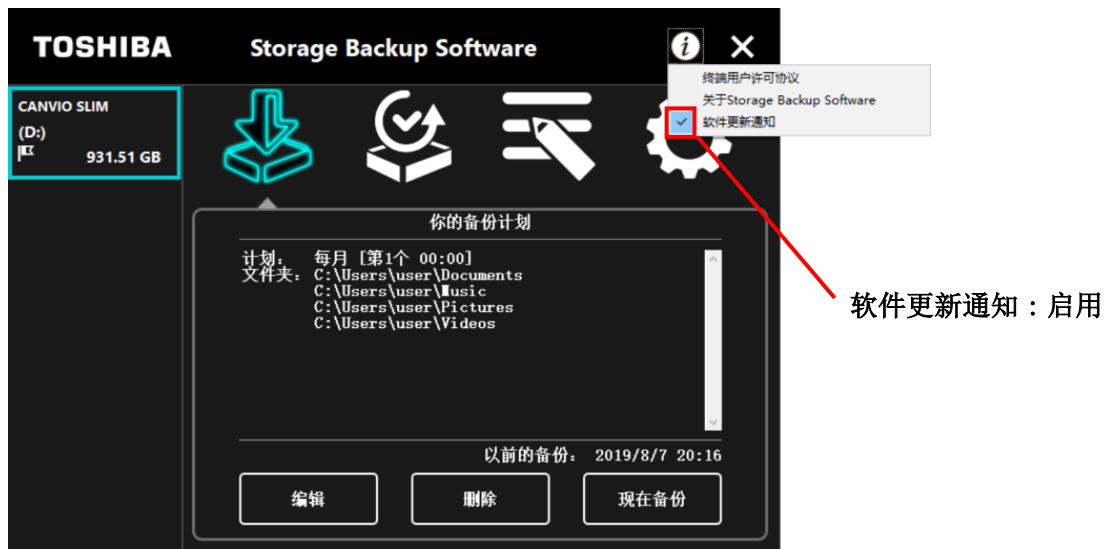 TOSHIBA
Storage Backup Software
终端用户许可协议
关于Storage Backup Software
软件更新通知
CANVIO SLIM
(D:)
931.51 GB
你的备份计划
计划： 每月 [第1个 00:00]
文件夹： C:\Users\user\Documents
C:\Users\user\Music
C:\Users\user\Pictures
C:\Users\user\Videos
软件更新通知：启用
以前的备份： 2019/8/7 20:16
编辑 删除 现在备份